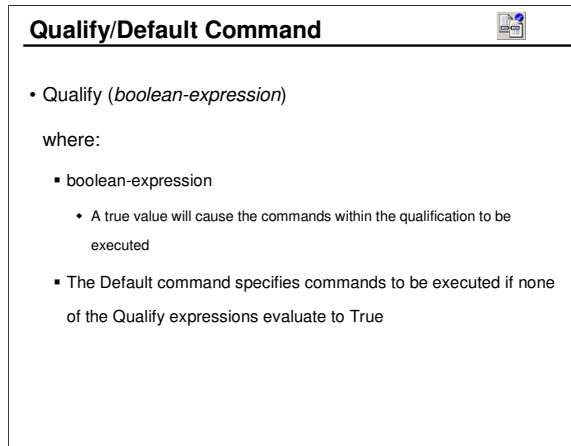 Qualify/Default Command
• Qualify (boolean-expression)
where:
▪ boolean-expression
◆ A true value will cause the commands within the qualification to be
executed
▪ The Default command specifies commands to be executed if none
of the Qualify expressions evaluate to True